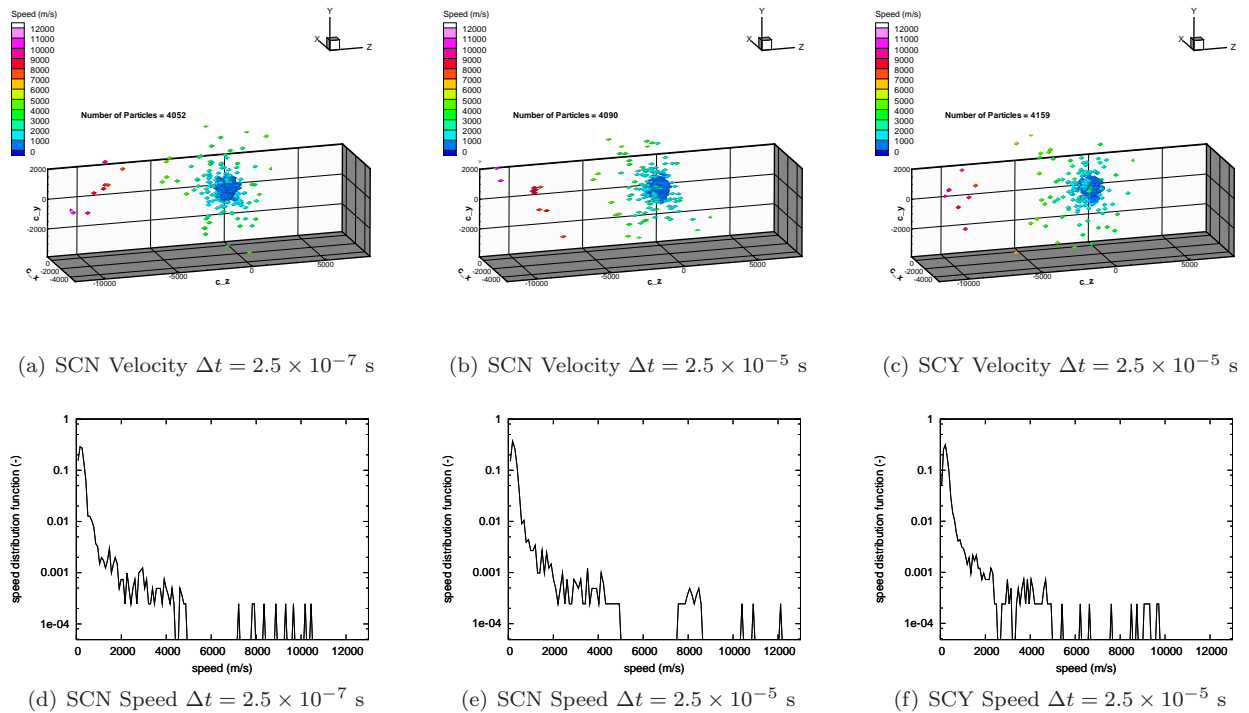 Speed (m/s)
12000
11000
10000
9000
8000
7000
6000
5000
4000
3000
2000
1000
0
Y
X
Z
Number of Particles = 4052
2000
0
-2000
c_y
0
-2000
-4000
c_x
-10000
-5000
0
5000
c_z
(a) SCN Velocity Δt = 2.5 × 10⁻⁷ s
Speed (m/s)
12000
11000
10000
9000
8000
7000
6000
5000
4000
3000
2000
1000
0
Y
X
Z
Number of Particles = 4090
2000
0
-2000
c_y
0
-2000
-4000
c_x
-10000
-5000
0
5000
c_z
(b) SCN Velocity Δt = 2.5 × 10⁻⁵ s
Speed (m/s)
12000
11000
10000
9000
8000
7000
6000
5000
4000
3000
2000
1000
0
Y
X
Z
Number of Particles = 4159
2000
0
-2000
c_y
0
-2000
-4000
c_x
-10000
-5000
0
5000
c_z
(c) SCY Velocity Δt = 2.5 × 10⁻⁵ s
speed distribution function (-)
1
0.1
0.01
0.001
1e-04
0 2000 4000 6000 8000 10000 12000
speed (m/s)
(d) SCN Speed Δt = 2.5 × 10⁻⁷ s
speed distribution function (-)
1
0.1
0.01
0.001
1e-04
0 2000 4000 6000 8000 10000 12000
speed (m/s)
(e) SCN Speed Δt = 2.5 × 10⁻⁵ s
speed distribution function (-)
1
0.1
0.01
0.001
1e-04
0 2000 4000 6000 8000 10000 12000
speed (m/s)
(f) SCY Speed Δt = 2.5 × 10⁻⁵ s